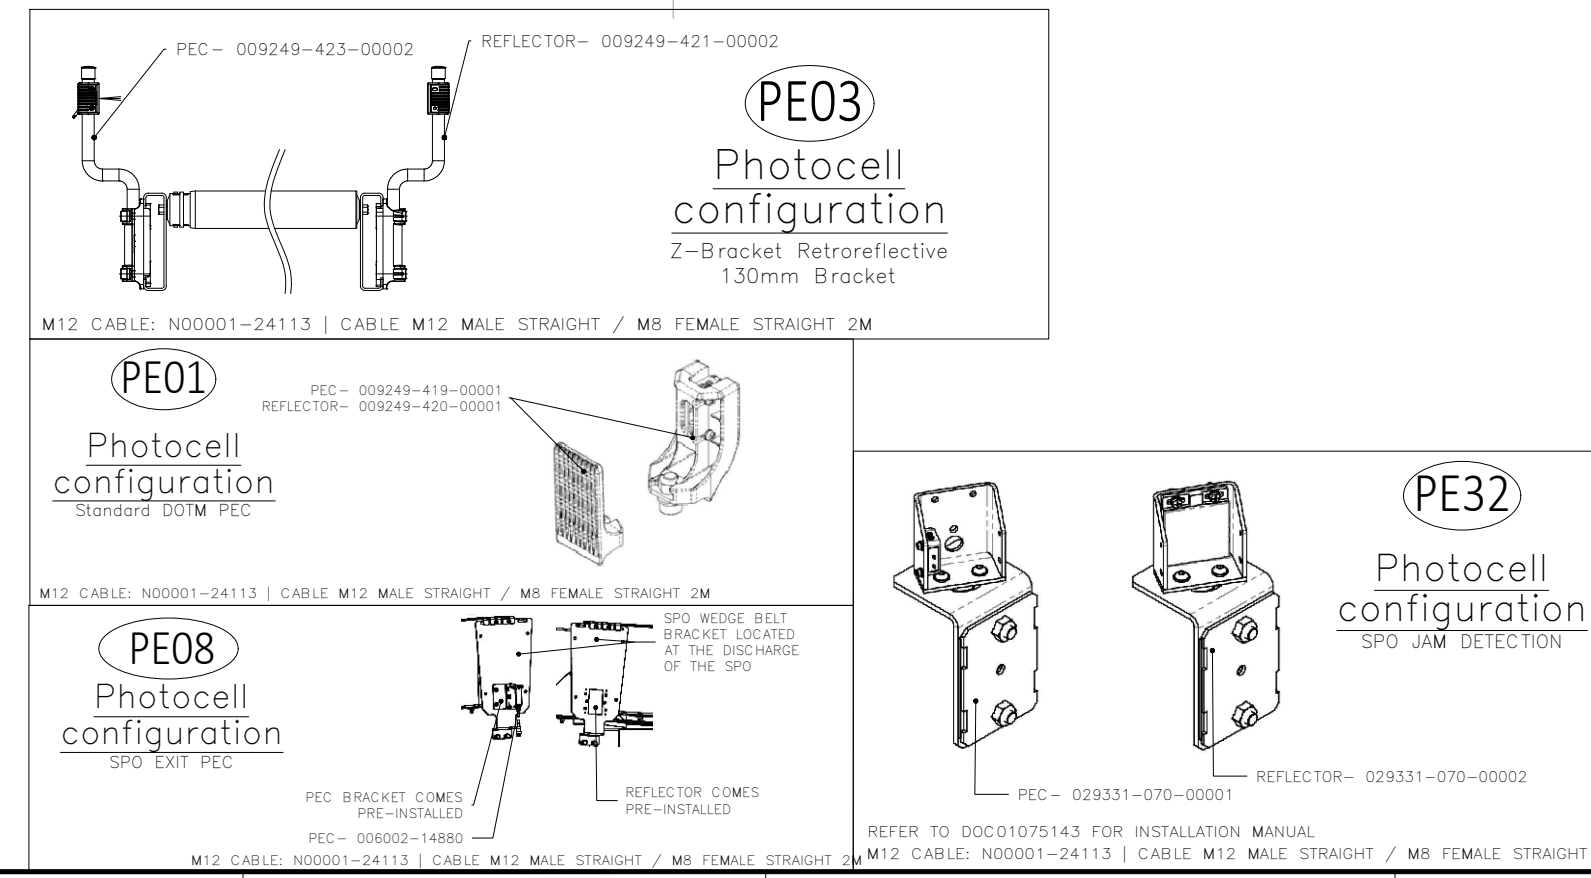 PEC- 009249-423-00002
REFLECTOR- 009249-421-00002
PE03
Photocell
configuration
Z-Bracket Retroreflective
130mm Bracket
M12 CABLE: N00001-24113 | CABLE M12 MALE STRAIGHT / M8 FEMALE STRAIGHT 2M
PE01
Photocell
configuration
Standard DOTM PEC
PEC- 009249-419-00001
REFLECTOR- 009249-420-00001
M12 CABLE: N00001-24113 | CABLE M12 MALE STRAIGHT / M8 FEMALE STRAIGHT 2M
PE08
Photocell
configuration
SPO EXIT PEC
SPO WEDGE BELT
BRACKET LOCATED
AT THE DISCHARGE
OF THE SPO
PEC BRACKET COMES
PRE-INSTALLED
PEC- 006002-14880
REFLECTOR COMES
PRE-INSTALLED
M12 CABLE: N00001-24113 | CABLE M12 MALE STRAIGHT / M8 FEMALE STRAIGHT 2M
PE32
Photocell
configuration
SPO JAM DETECTION
REFLECTOR- 029331-070-00002
PEC- 029331-070-00001
REFER TO DOC01075143 FOR INSTALLATION MANUAL
M12 CABLE: N00001-24113 | CABLE M12 MALE STRAIGHT / M8 FEMALE STRAIGHT